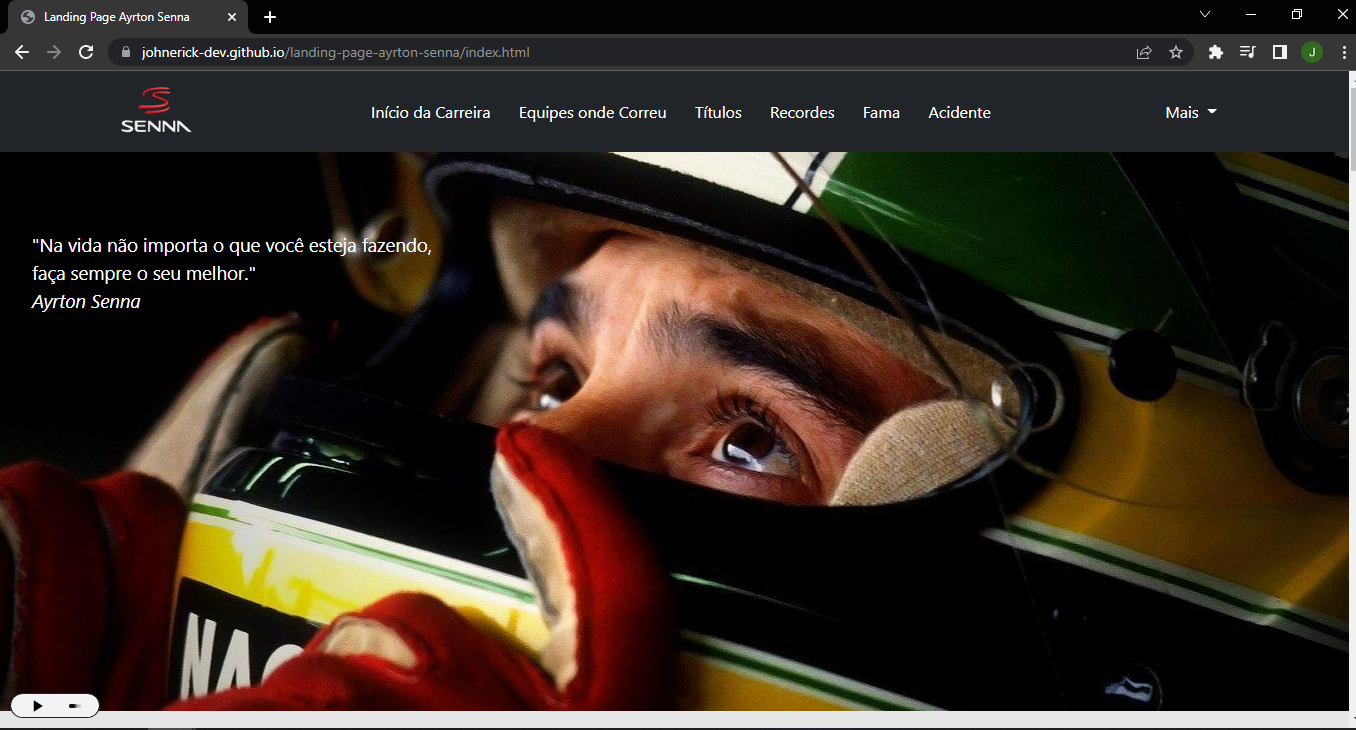 Landing Page Ayrton Senna
johnerick-dev.github.io/landing-page-ayrton-senna/index.html
J
SENNA
Início da Carreira Equipes onde Correu Títulos Recordes Fama Acidente Mais
"Na vida não importa o que você esteja fazendo,
faça sempre o seu melhor."
Ayrton Senna
NAC